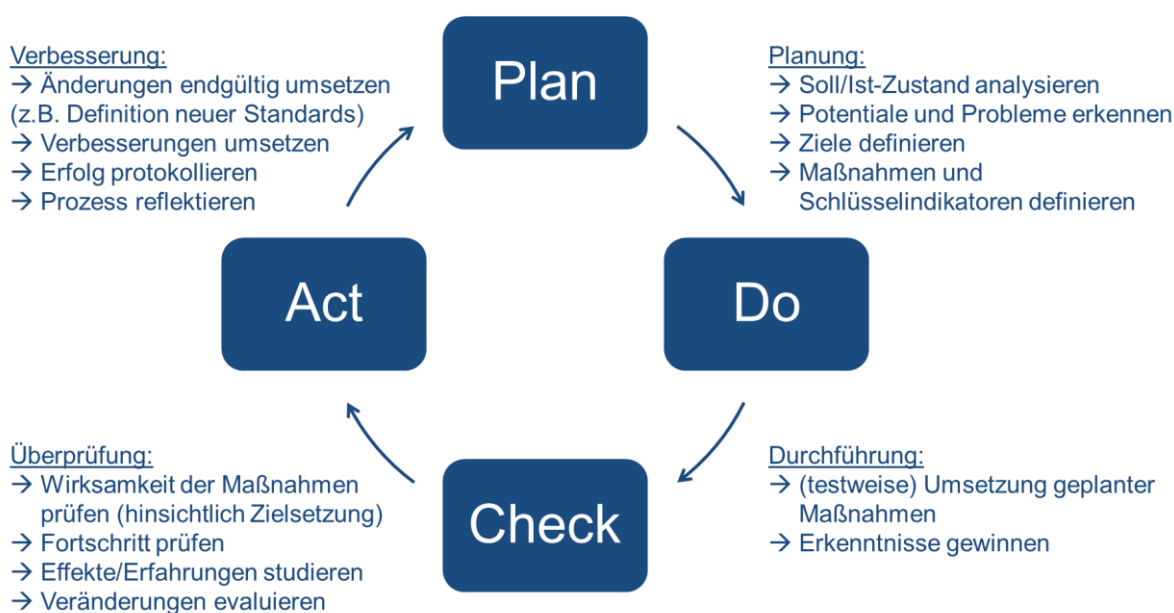 Plan
Planung:
→ Soll/Ist-Zustand analysieren
→ Potentiale und Probleme erkennen
→ Ziele definieren
→ Maßnahmen und
Schlüsselindikatoren definieren
Do
Durchführung:
→ (testweise) Umsetzung geplanter
Maßnahmen
→ Erkenntnisse gewinnen
Check
Überprüfung:
→ Wirksamkeit der Maßnahmen
prüfen (hinsichtlich Zielsetzung)
→ Fortschritt prüfen
→ Effekte/Erfahrungen studieren
→ Veränderungen evaluieren
Act
Verbesserung:
→ Änderungen endgültig umsetzen
(z.B. Definition neuer Standards)
→ Verbesserungen umsetzen
→ Erfolg protokollieren
→ Prozess reflektieren